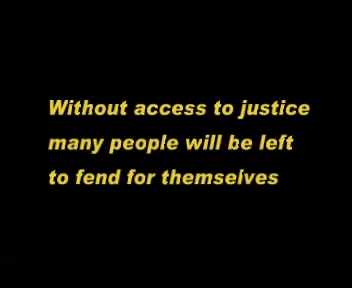 Without access to justice
many people will be left
to fend for themselves